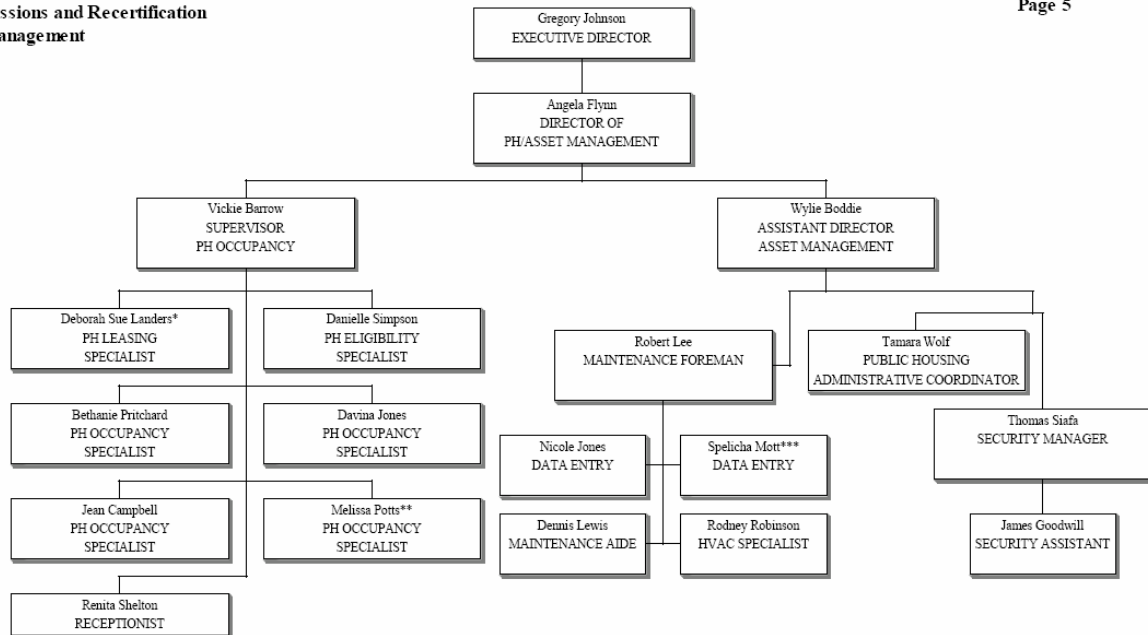 ssions and Recertification
anagement
Page 5
Gregory Johnson
EXECUTIVE DIRECTOR
Angela Flynn
DIRECTOR OF
PH/ASSET MANAGEMENT
Vickie Barrow
SUPERVISOR
PH OCCUPANCY
Wylie Boddie
ASSISTANT DIRECTOR
ASSET MANAGEMENT
Deborah Sue Landers*
PH LEASING
SPECIALIST
Danielle Simpson
PH ELIGIBILITY
SPECIALIST
Robert Lee
MAINTENANCE FOREMAN
Tamara Wolf
PUBLIC HOUSING
ADMINISTRATIVE COORDINATOR
Bethanie Pritchard
PH OCCUPANCY
SPECIALIST
Davina Jones
PH OCCUPANCY
SPECIALIST
Thomas Siafa
SECURITY MANAGER
Nicole Jones
DATA ENTRY
Spelicha Mott***
DATA ENTRY
Jean Campbell
PH OCCUPANCY
SPECIALIST
Melissa Potts**
PH OCCUPANCY
SPECIALIST
Dennis Lewis
MAINTENANCE AIDE
Rodney Robinson
HVAC SPECIALIST
James Goodwill
SECURITY ASSISTANT
Renita Shelton
RECEPTIONIST